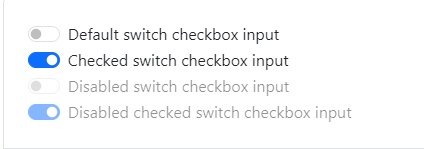 Default switch checkbox input
Checked switch checkbox input
Disabled switch checkbox input
Disabled checked switch checkbox input